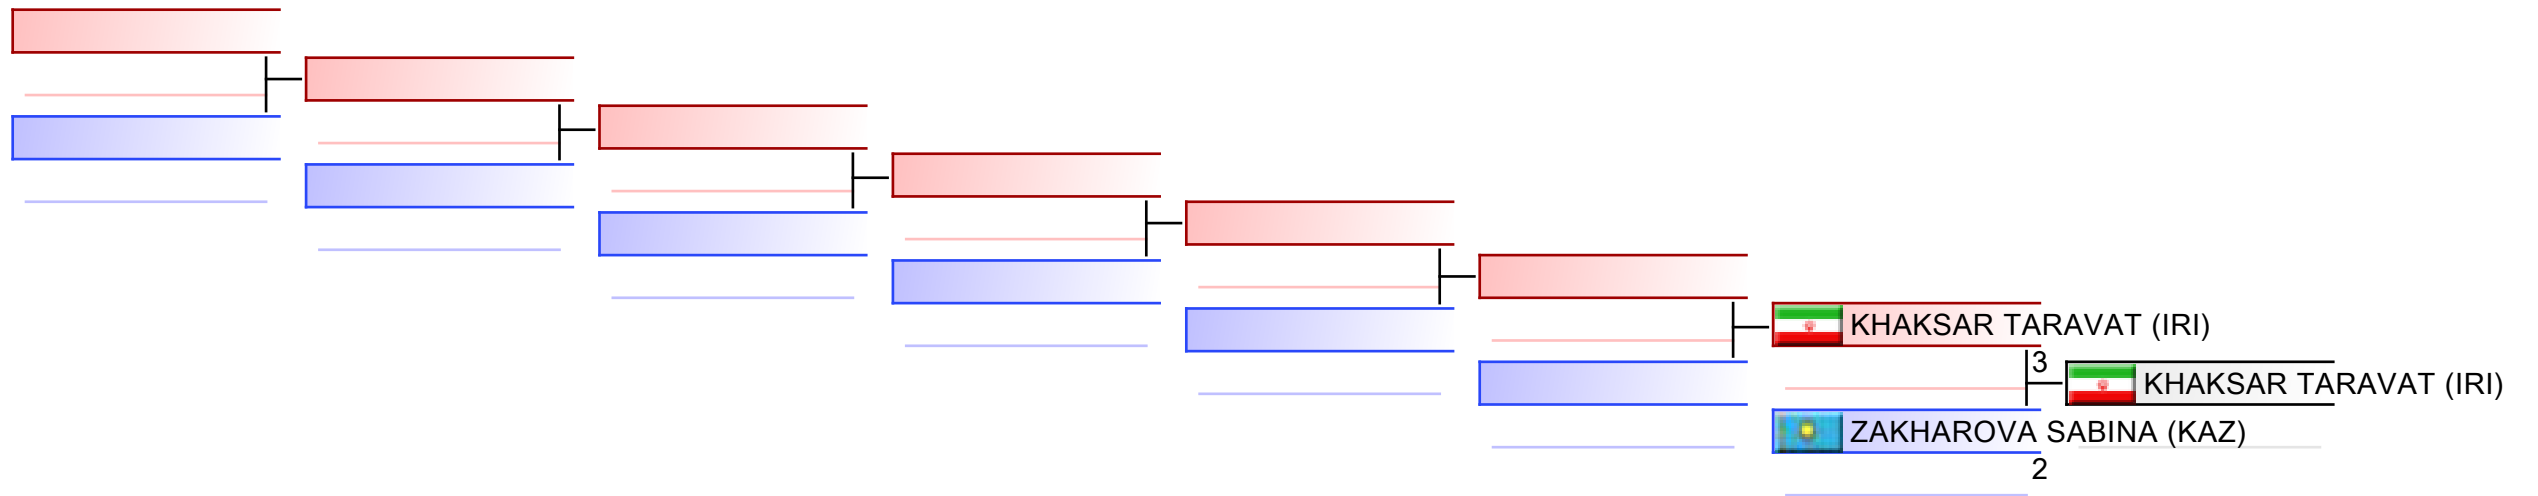 KHAKSAR TARAVAT (IRI)
3
KHAKSAR TARAVAT (IRI)
ZAKHAROVA SABINA (KAZ)
2